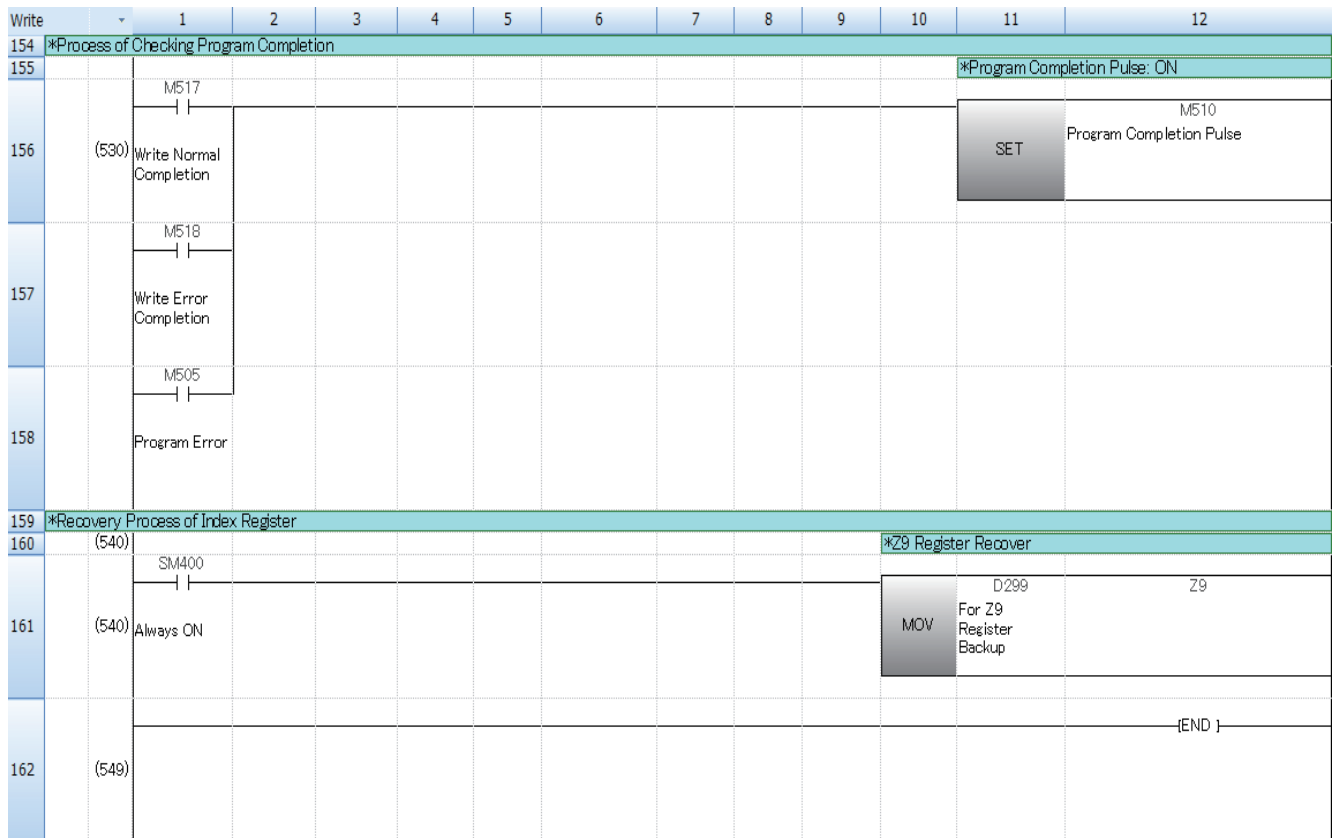 Write 1 2 3 4 5 6 7 8 9 10 11 12
154 *Process of Checking Program Completion
155 *Program Completion Pulse: ON
M517
M510
156 (530) Write Normal
Completion
SET
Program Completion Pulse
M518
157
Write Error
Completion
M505
158
Program Error
159 *Recovery Process of Index Register
160 (540) *Z9 Register Recover
SM400
D299 Z9
161 (540) Always ON
MOV
For Z9
Register
Backup
[END ]
162 (549)